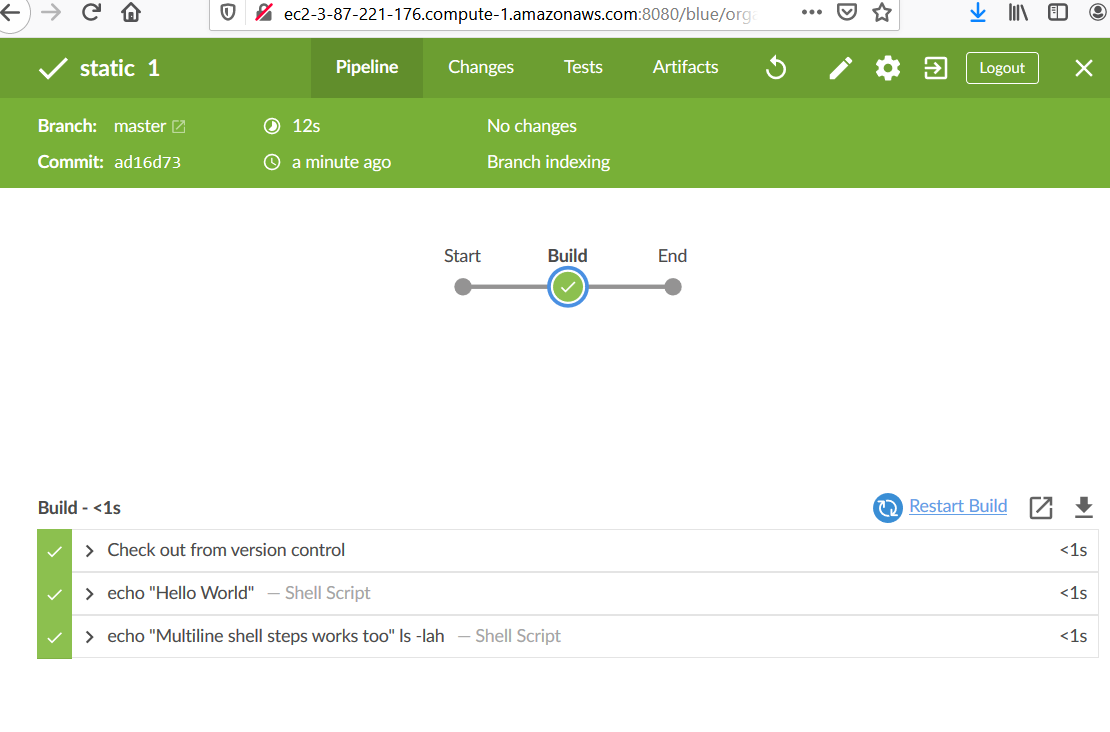 ec2-3-87-221-176.compute-1.amazonaws.com:8080/blue/orga
static 1 Pipeline Changes Tests Artifacts Logout
Branch: master 12s No changes
Commit: ad16d73 a minute ago Branch indexing
Start Build End
Build - <1s Restart Build
Check out from version control <1s
echo "Hello World" — Shell Script <1s
echo "Multiline shell steps works too" ls -lah — Shell Script <1s